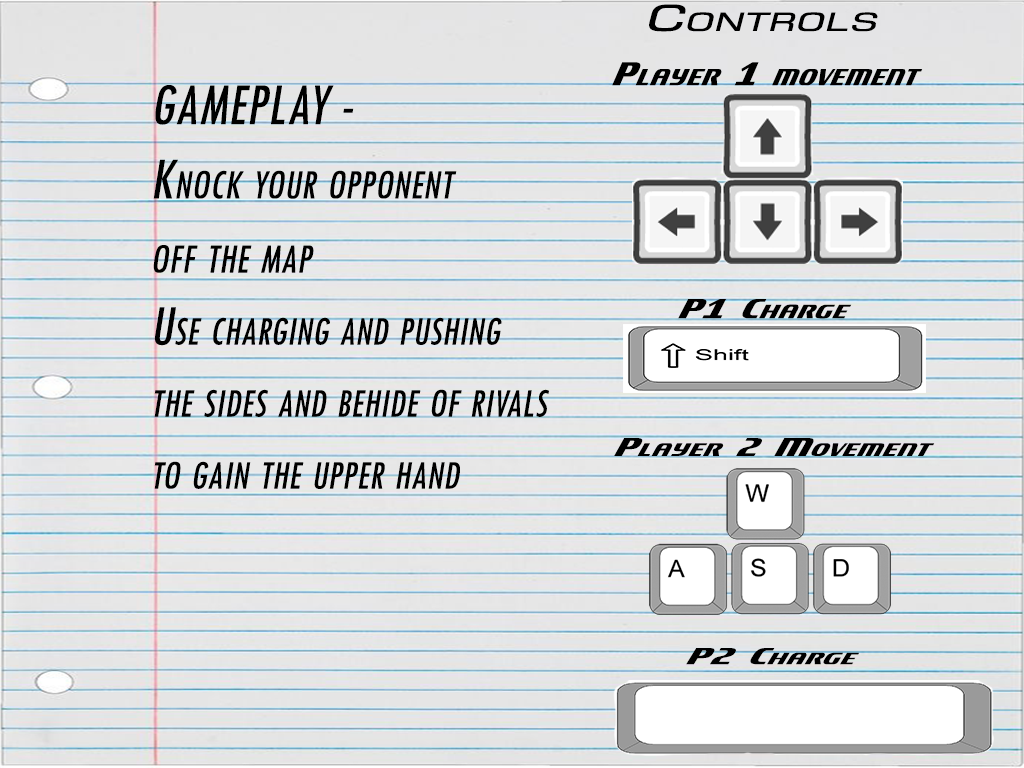 GAMEPLAY -
KNOCK YOUR OPPONENT
OFF THE MAP
USE CHARGING AND PUSHING
THE SIDES AND BEHIDE OF RIVALS
TO GAIN THE UPPER HAND
CONTROLS
PLAYER 1 MOVEMENT
P1 CHARGE
Shift
PLAYER 2 MOVEMENT
W
A S D
P2 CHARGE